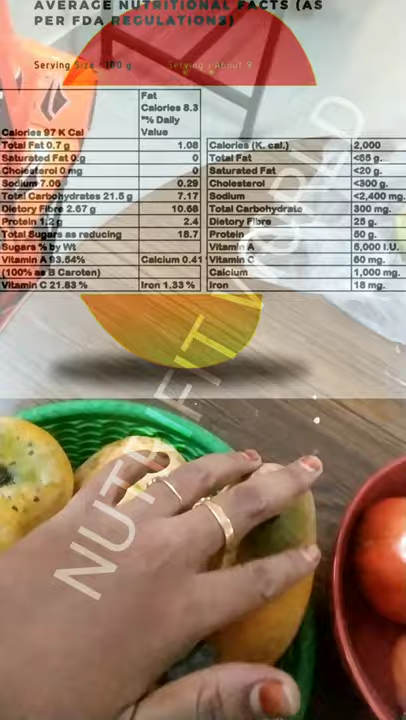 AVERAGE NUTRITIONAL FACTS (AS
PER FDA REGULATIONS)
Serving Size : 100 g Serving : About 9
Fat
Calories 8.3
"% Daily
Calories 97 K Cal Value
Total Fat 0.7 g 1.08
Saturated Fat 0.g 0
Cholesterol 0 mg 0
Sodium 7.00 0.29
Total Carbohydrates 21.5 g 7.17
Dietory Fibre 2.67 g 10.68
Protein 1.2 g 2.4
Total Sugars as reducing 18.7
Sugars % by Wt
Vitamin A 93.54% Calcium 0.41
(100% as B Caroten)
Vitamin C 21.83 % Iron 1.33 %
Calories (K. cal.) 2,000
Total Fat <65 g.
Saturated Fat <20 g.
Cholesterol <300 g.
Sodium <2,400 mg.
Total Carbohydrate 300 mg.
Dietory Fibre 25 g.
Protein 50 g.
Vitamin A 5,000 I.U.
Vitamin C 60 mg.
Calcium 1,000 mg.
Iron 18 mg.